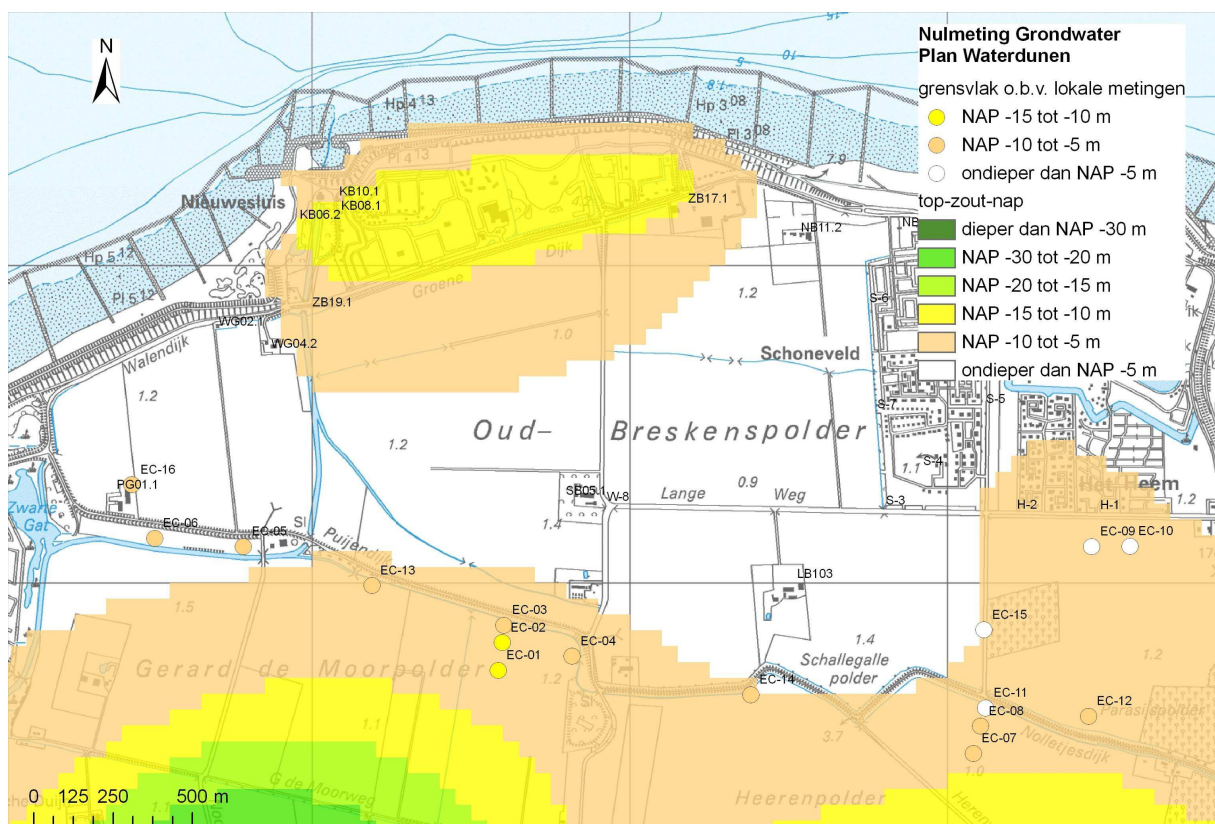 Nulmeting Grondwater
Plan Waterdunen
grensvlak o.b.v. lokale metingen
NAP -15 tot -10 m
NAP -10 tot -5 m
ondieper dan NAP -5 m
top-zout-nap
dieper dan NAP -30 m
NAP -30 tot -20 m
NAP -20 tot -15 m
NAP -15 tot -10 m
NAP -10 tot -5 m
ondieper dan NAP -5 m
N
-15
-10
5
Hp 4 13
Hp 3 08
Pl 4 13
Pl 3 08
7.9
KB10.1
KB08.1
KB06.2
ZB17.1
Nieuwesluis
NB11.2
Hp 5 12
Groene Dijk
Pl 5 12
1.2
S-6
ZB19.1
WG02.1
1.0
WG04.2
Walendijk
Schoneveld
1.2
S-7
S-5
1.2
Oud- Breskenspolder
S-4
1.1
EC-16
PG01.1
0.9
SB05.1
W-8
Lange Weg
S-3
H-2
H-1
Het Heem
1.2
Zwarte
Gat
EC-06
EC-05
SI
Puijendijk
1.4
EC-09
EC-10
EC-13
LB103
1.5
EC-03
EC-02
EC-04
EC-15
EC-01
1.4
Schallegalle
polder
1.2
Gerard de Moorpolder
1.2
EC-14
EC-11
EC-08
EC-12
Parasijspolder
1.1
3.7
Nolletjesdijk
EC-07
1.0
G de Moorweg
Heerenpolder
0 125 250 500 m